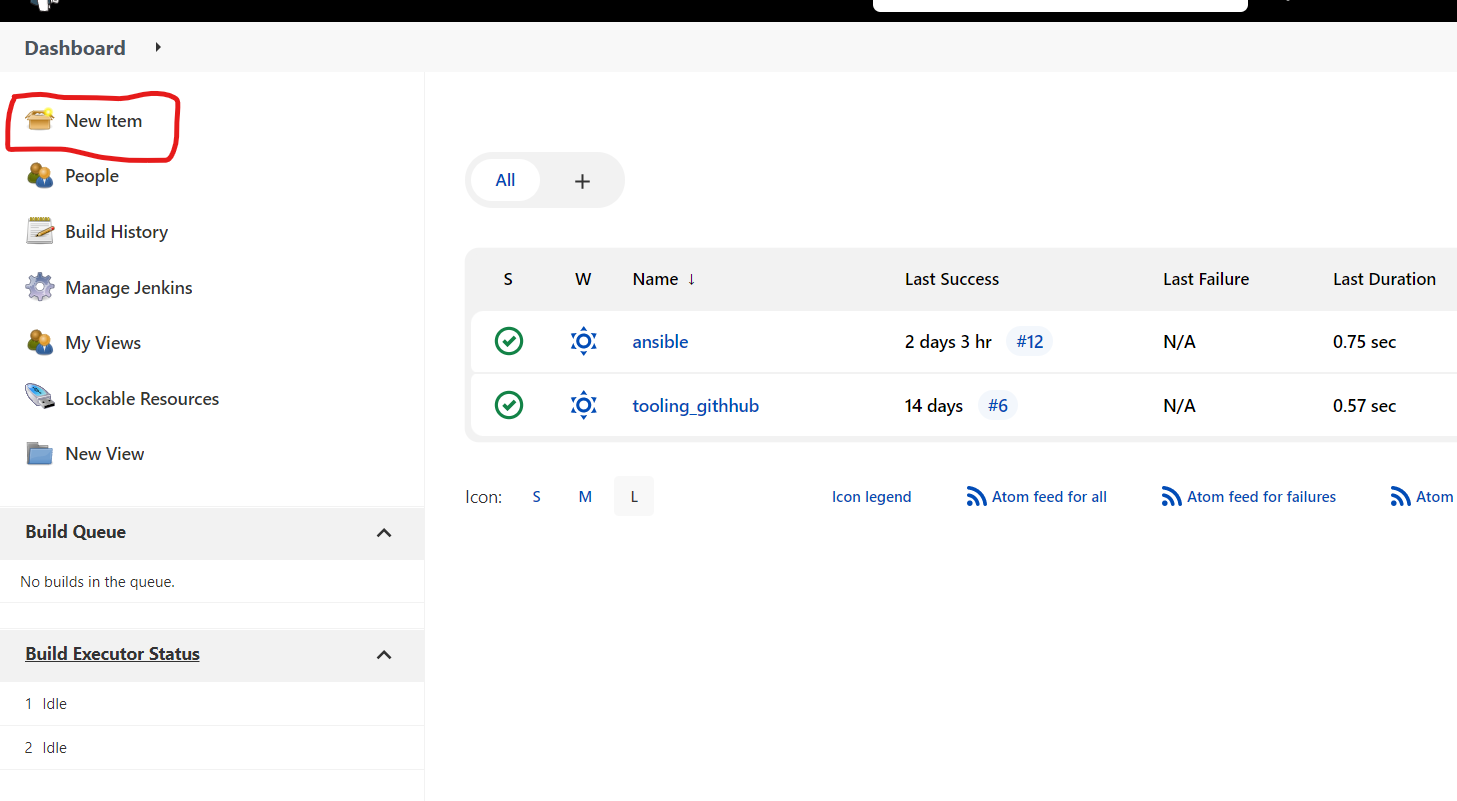 Dashboard
New Item
People
Build History
Manage Jenkins
My Views
Lockable Resources
New View
Build Queue
No builds in the queue.
Build Executor Status
1 Idle
2 Idle
All +
S W Name ↓ Last Success Last Failure Last Duration
ansible 2 days 3 hr #12 N/A 0.75 sec
tooling_githhub 14 days #6 N/A 0.57 sec
Icon: S M L Icon legend Atom feed for all Atom feed for failures Atom